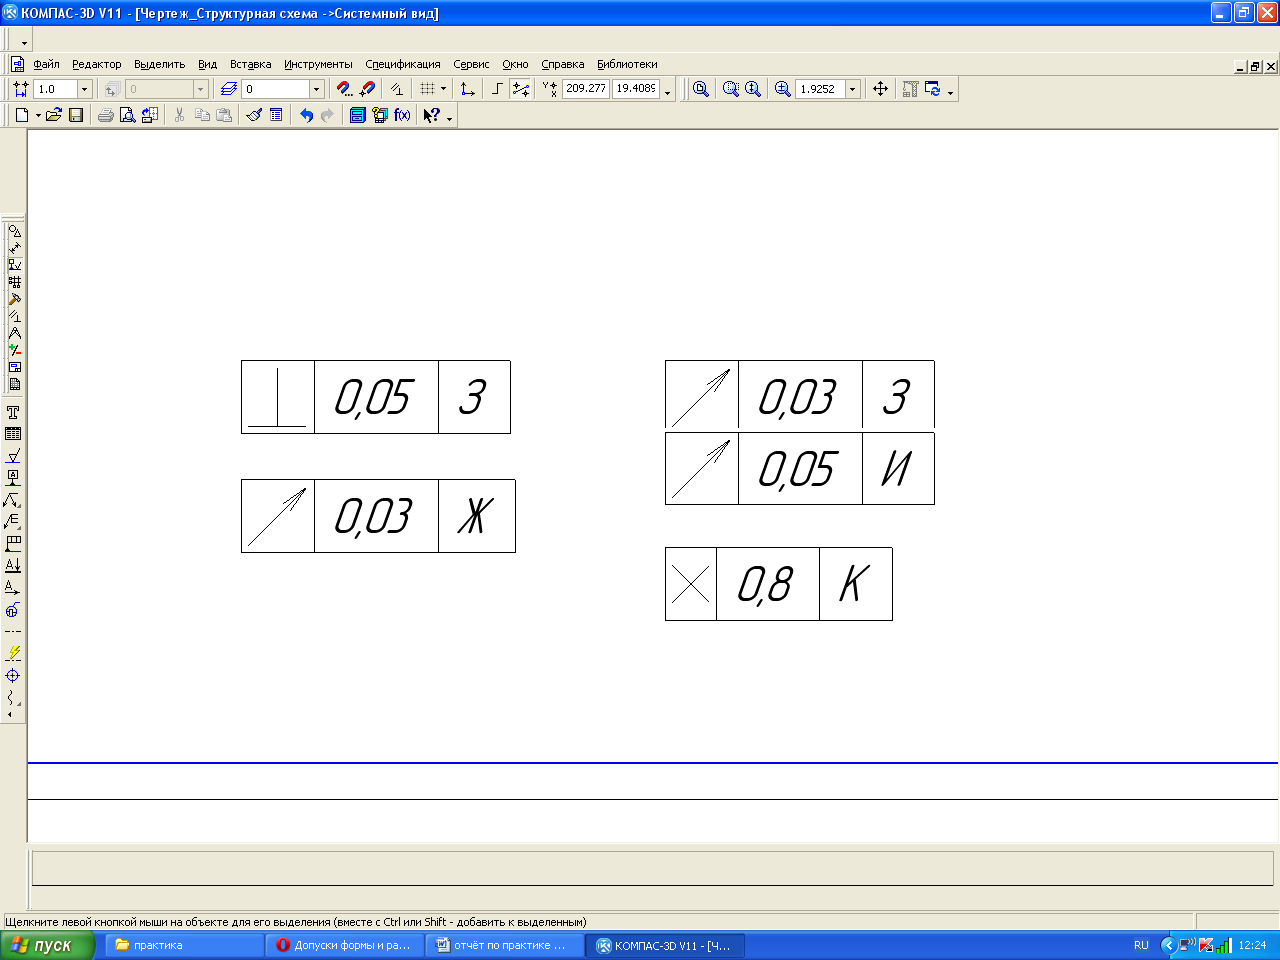 КОМПАС-3D V11 - [Чертеж_Структурная схема ->Системный вид]
Файл Редактор Выделить Вид Вставка Инструменты Спецификация Сервис Окно Справка Библиотеки
1.0 0 0 209.277 19.4089 1.9252
f(x)
0,05 З
0,03 З
0,05 И
0,03 Ж
0,8 К
Щелкните левой кнопкой мыши на объекте для его выделения (вместе с Ctrl или Shift - добавить к выделенным)
пуск практика Допуски формы и ра... отчёт по практике ... КОМПАС-3D V11 - [Ч... RU 12:24